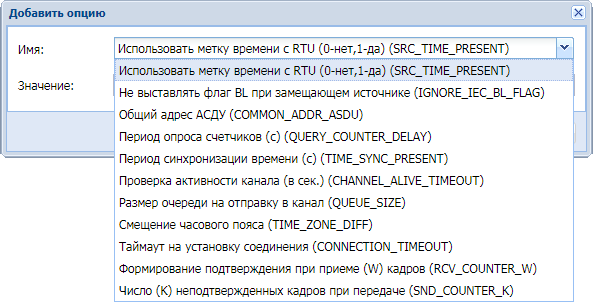 Добавить опцию
Имя: Использовать метку времени с RTU (0-нет,1-да) (SRC_TIME_PRESENT)
Использовать метку времени с RTU (0-нет,1-да) (SRC_TIME_PRESENT)
Не выставлять флаг BL при замещающем источнике (IGNORE_IEC_BL_FLAG)
Значение:
Общий адрес АСДУ (COMMON_ADDR_ASDU)
Период опроса счетчиков (с) (QUERY_COUNTER_DELAY)
Период синхронизации времени (с) (TIME_SYNC_PRESENT)
Проверка активности канала (в сек.) (CHANNEL_ALIVE_TIMEOUT)
Размер очереди на отправку в канал (QUEUE_SIZE)
Смещение часового пояса (TIME_ZONE_DIFF)
Таймаут на установку соединения (CONNECTION_TIMEOUT)
Формирование подтверждения при приеме (W) кадров (RCV_COUNTER_W)
Число (K) неподтвержденных кадров при передаче (SND_COUNTER_K)